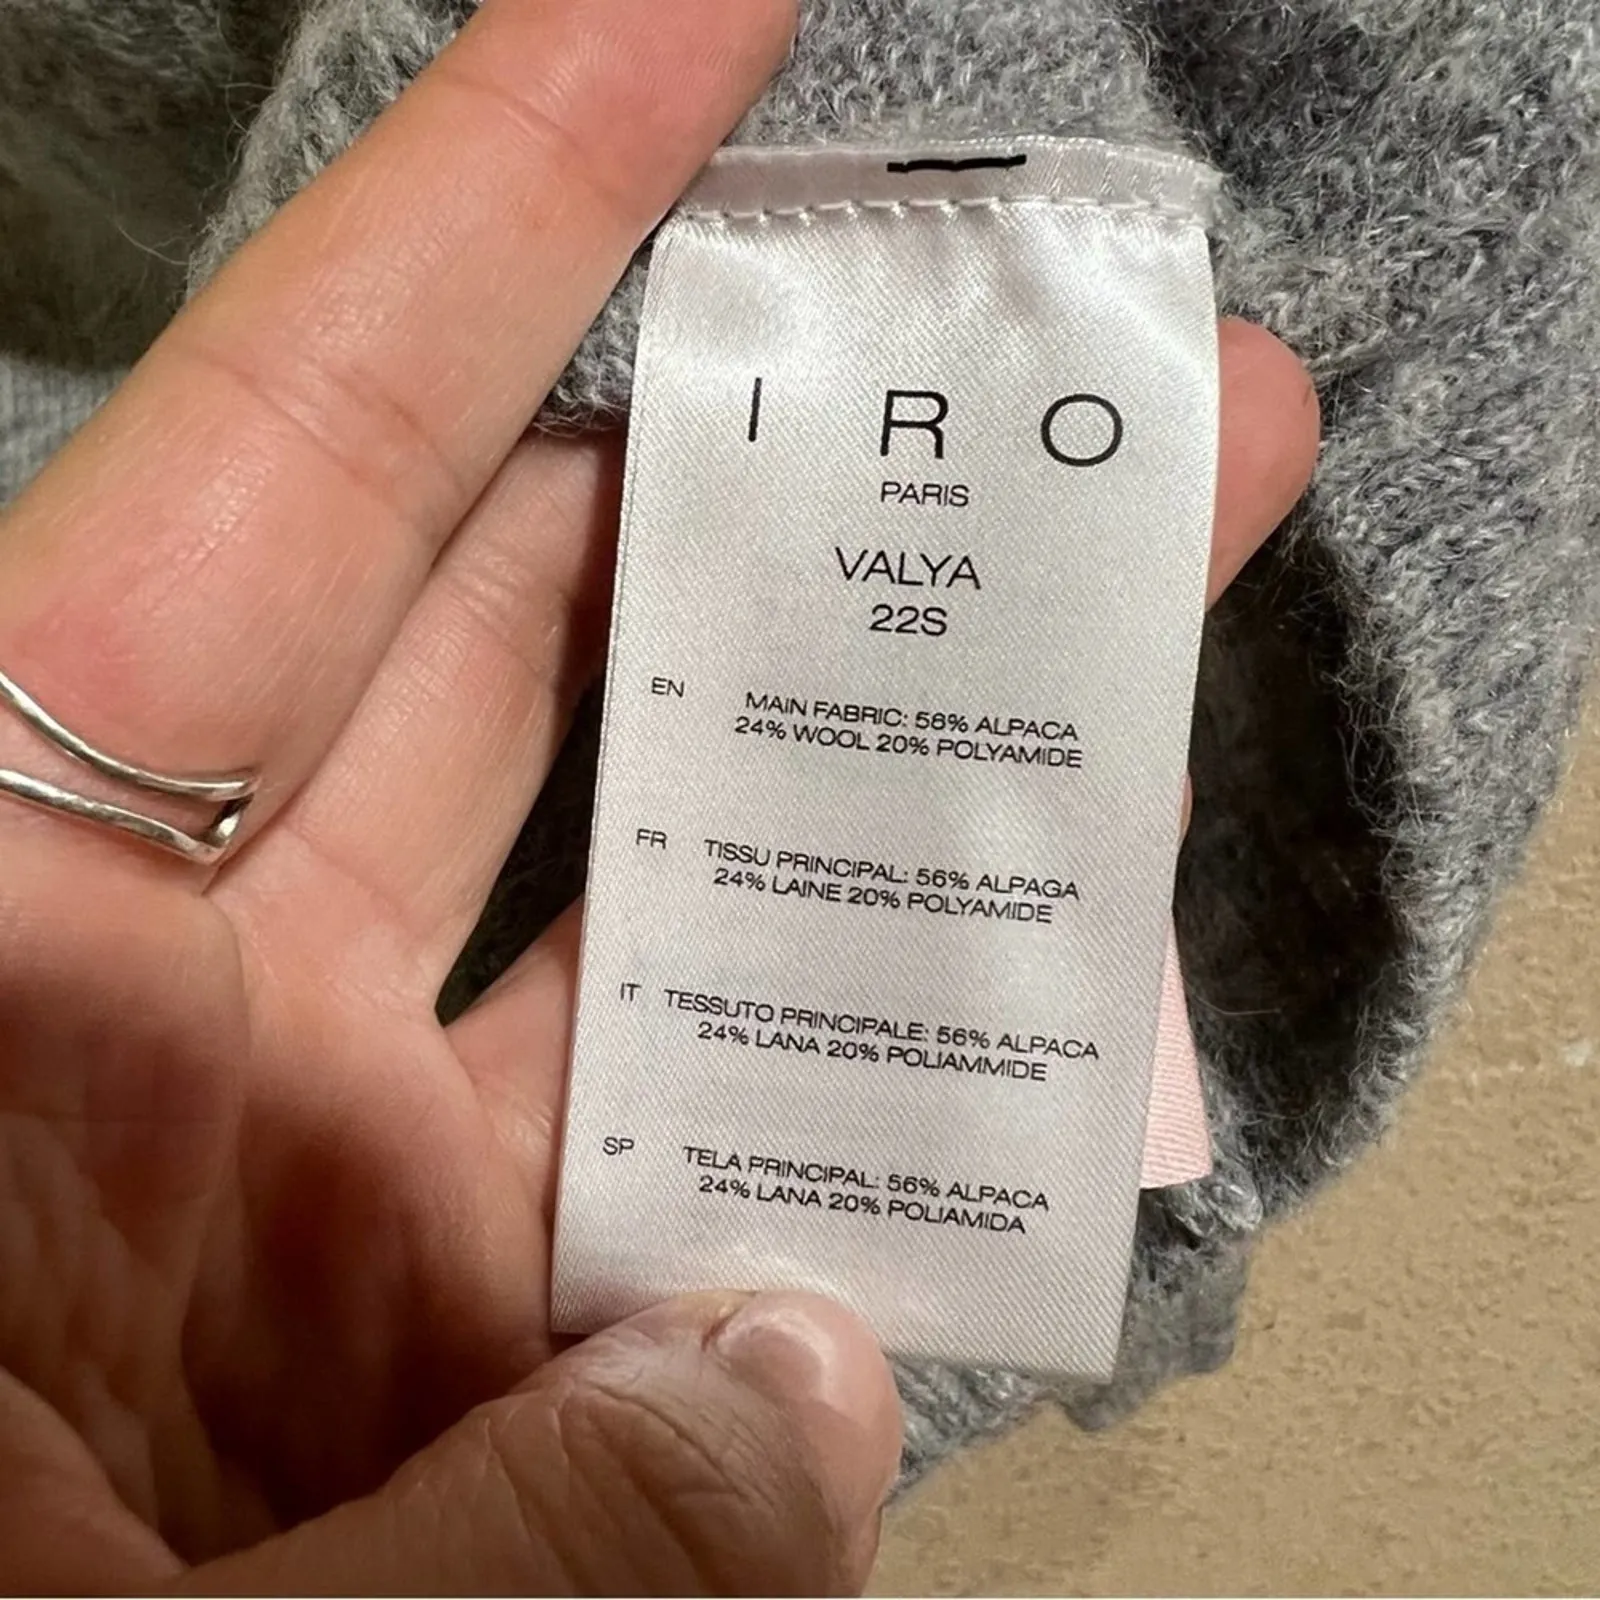 I R O
PARIS
VALYA
22S
EN MAIN FABRIC: 56% ALPACA
24% WOOL 20% POLYAMIDE
FR TISSU PRINCIPAL: 56% ALPAGA
24% LAINE 20% POLYAMIDE
IT TESSUTO PRINCIPALE: 56% ALPACA
24% LANA 20% POLIAMMIDE
SP TELA PRINCIPAL: 56% ALPACA
24% LANA 20% POLIAMIDA